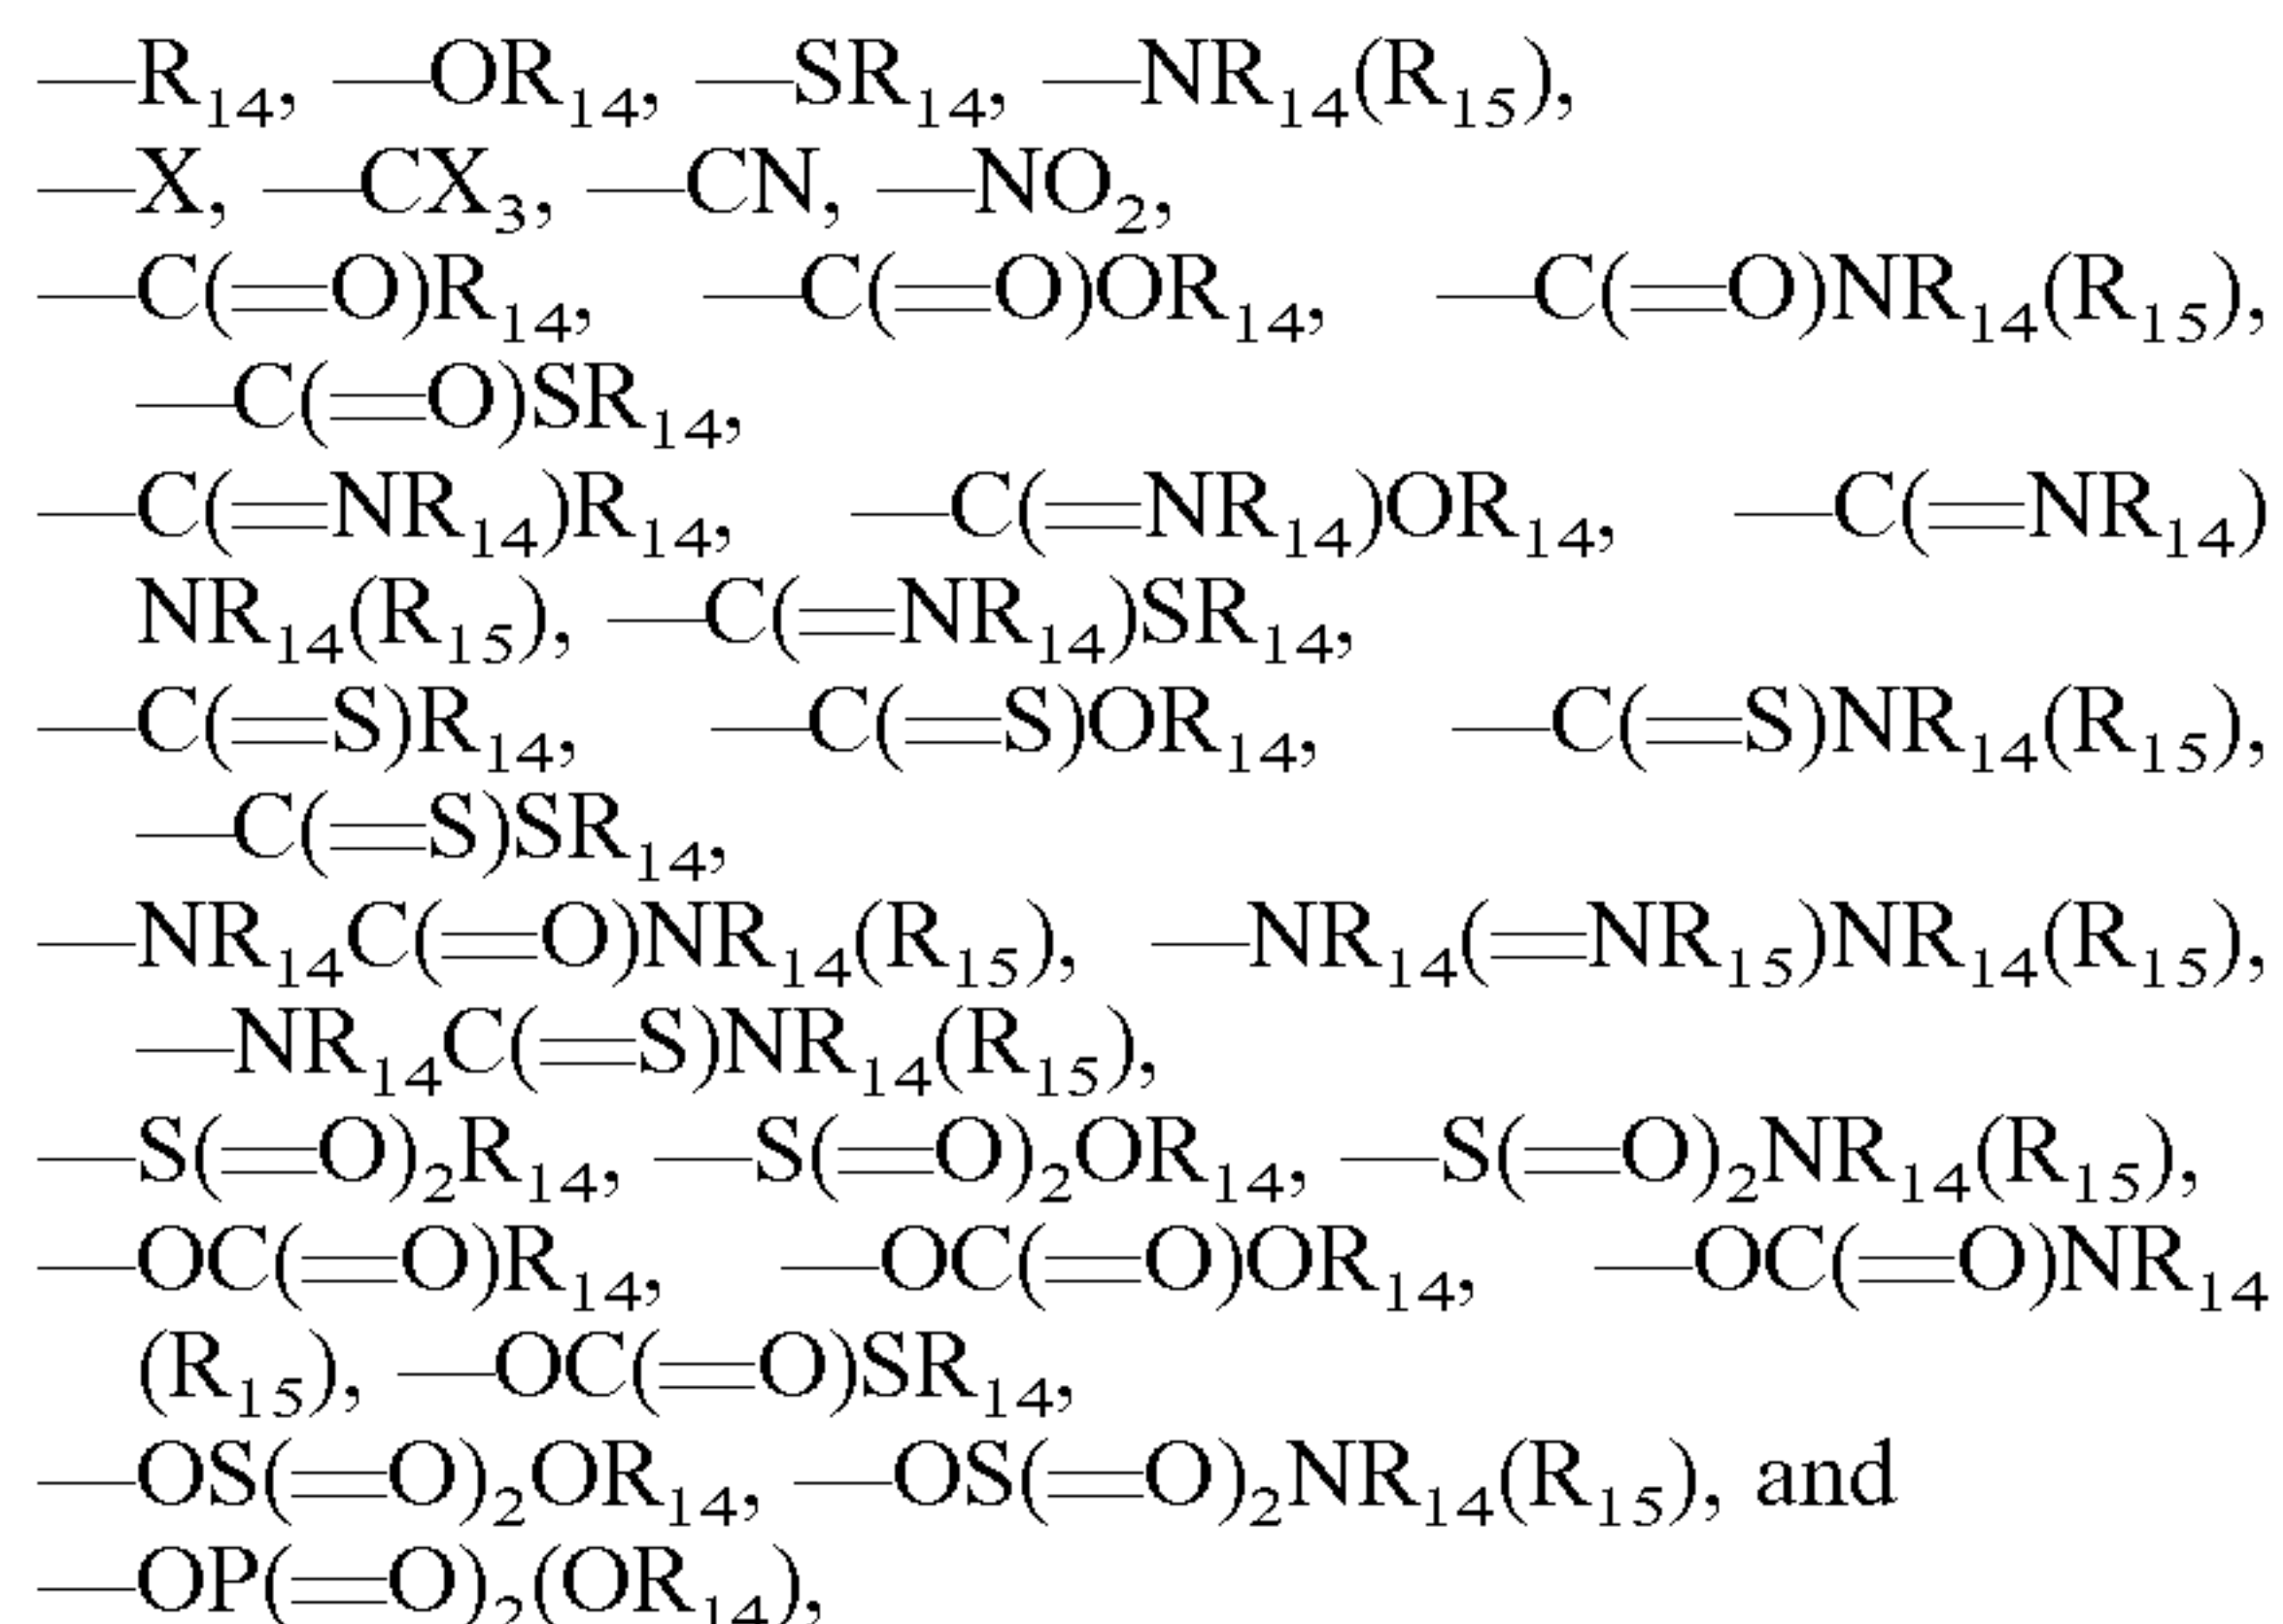 —R₁₄, —OR₁₄, —SR₁₄, —NR₁₄(R₁₅),
—X, —CX₃, —CN, —NO₂,
—C(=O)R₁₄, —C(=O)OR₁₄, —C(=O)NR₁₄(R₁₅),
—C(=O)SR₁₄,
—C(=NR₁₄)R₁₄, —C(=NR₁₄)OR₁₄, —C(=NR₁₄)
NR₁₄(R₁₅), —C(=NR₁₄)SR₁₄,
—C(=S)R₁₄, —C(=S)OR₁₄, —C(=S)NR₁₄(R₁₅),
—C(=S)SR₁₄,
—NR₁₄C(=O)NR₁₄(R₁₅), —NR₁₄(=NR₁₅)NR₁₄(R₁₅),
—NR₁₄C(=S)NR₁₄(R₁₅),
—S(=O)₂R₁₄, —S(=O)₂OR₁₄, —S(=O)₂NR₁₄(R₁₅),
—OC(=O)R₁₄, —OC(=O)OR₁₄, —OC(=O)NR₁₄
(R₁₅), —OC(=O)SR₁₄,
—OS(=O)₂OR₁₄, —OS(=O)₂NR₁₄(R₁₅), and
—OP(=O)₂(OR₁₄),